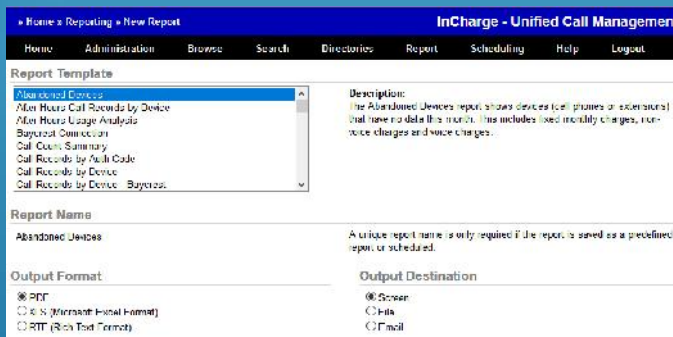 » Home » Reporting » New Report
InCharge - Unified Call Managemen
Home Administration Browse Search Directories Report Scheduling Help Logout
Report Template
Abandoned Devices
After Hours Call Records by Device
After Hours Usage Analysis
Baycrest Connection
Call Count Summary
Call Records by Auth Code
Call Records by Device
Call Records by Device - Baycrest
Description:
The Abandoned Devices report shows devices (cell phones or extensions)
that have no data this month. This includes fixed monthly charges, non-
voice charges and voice charges.
Report Name
Abandoned Devices
A unique report name is only required if the report is saved as a predefined
report or scheduled.
Output Format
PDF
XLS (Microsoft Excel Format)
RTF (Rich Text Format)
Output Destination
Screen
File
Email